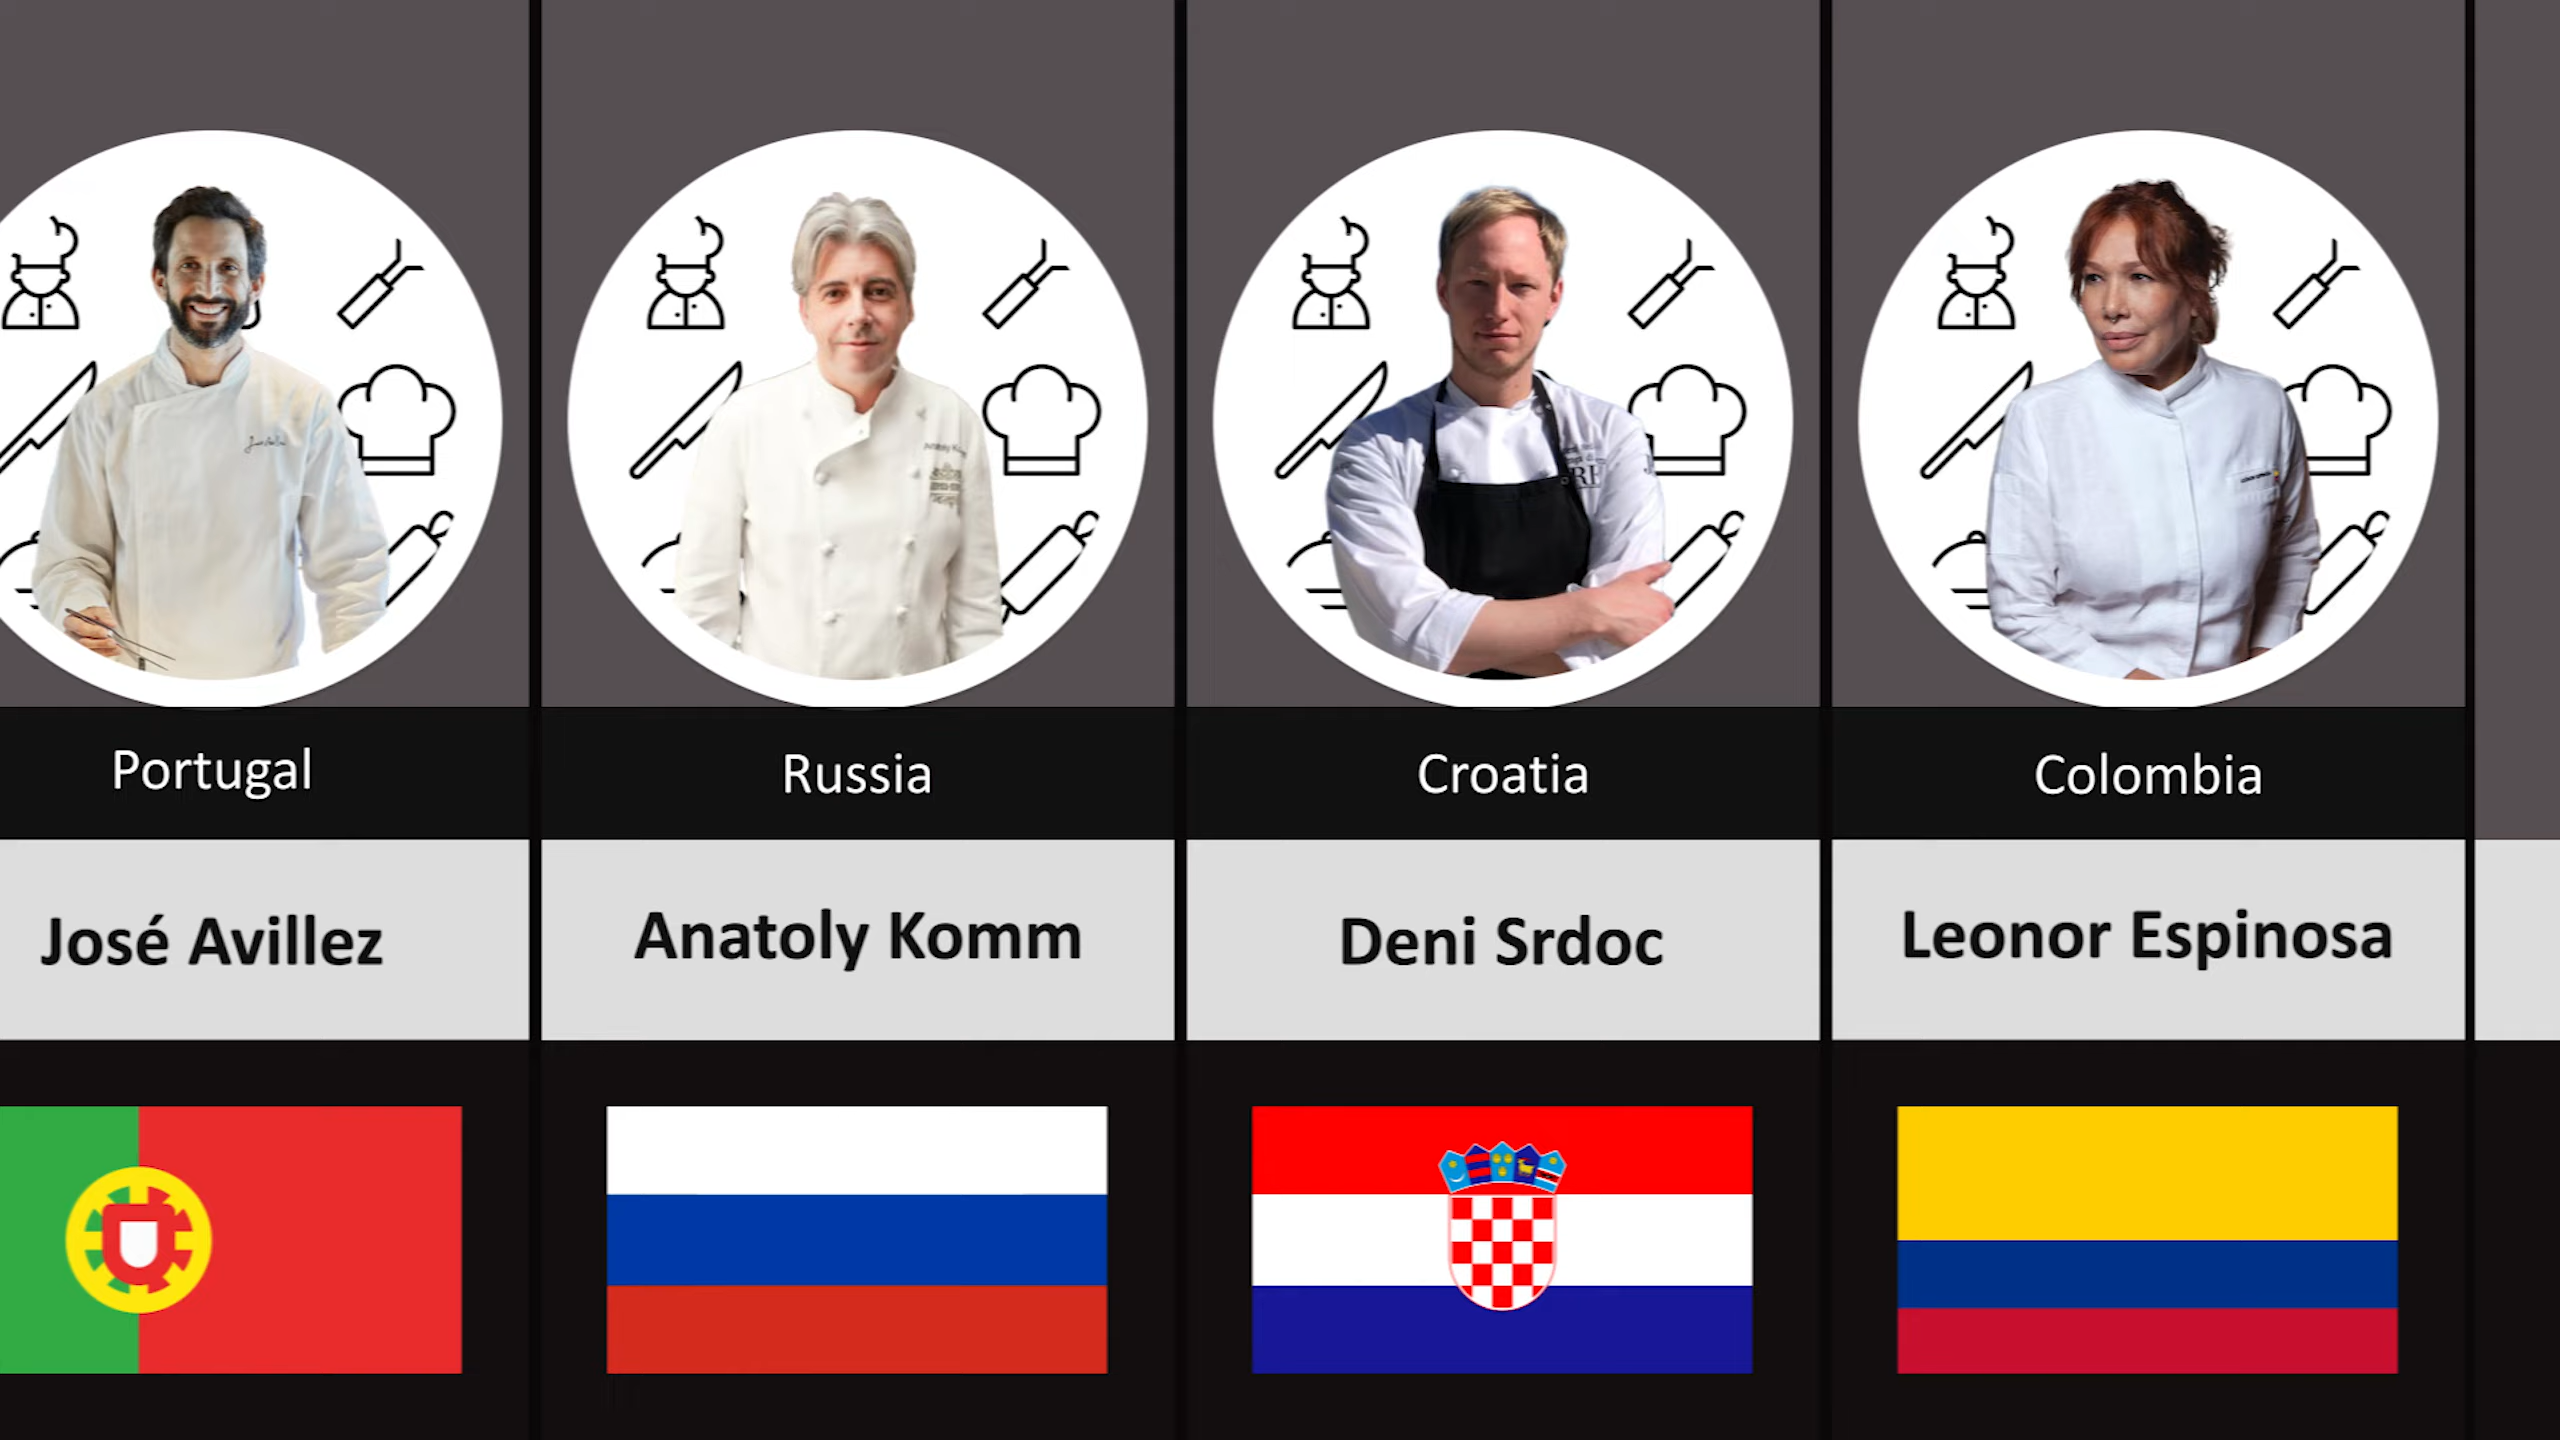 Portugal
Russia
Croatia
Colombia
José Avillez
Anatoly Komm
Deni Srdoc
Leonor Espinosa